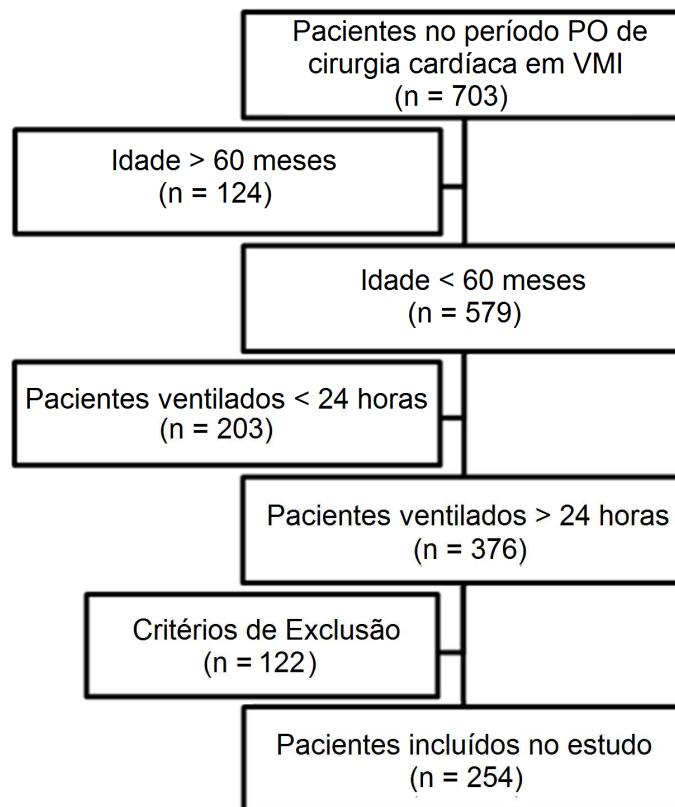 Pacientes no período PO de
cirurgia cardíaca em VMI
(n = 703)
Idade > 60 meses
(n = 124)
Idade < 60 meses
(n = 579)
Pacientes ventilados < 24 horas
(n = 203)
Pacientes ventilados > 24 horas
(n = 376)
Critérios de Exclusão
(n = 122)
Pacientes incluídos no estudo
(n = 254)